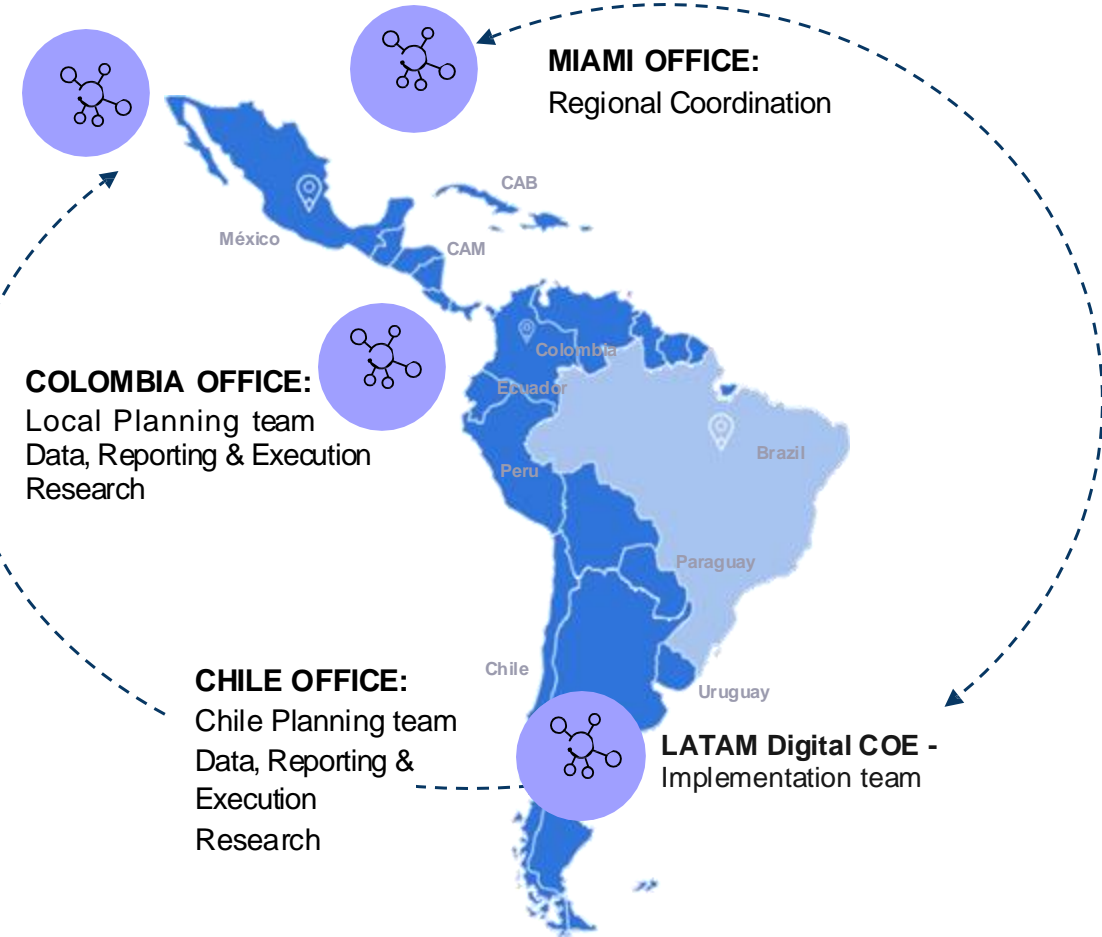 MIAMI OFFICE:
Regional Coordination
CAB
México
CAM
Colombia
COLOMBIA OFFICE:
Ecuador
Local Planning team
Data, Reporting & Execution
Brazil
Peru
Research
Paraguay
Chile
CHILE OFFICE:
Uruguay
Chile Planning team
LATAM Digital COE -
Data, Reporting &
Implementation team
Execution
Research